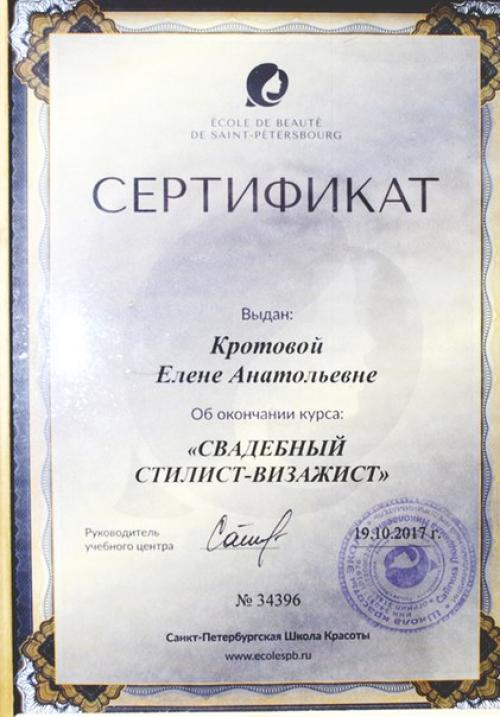 ÉCOLE DE BEAUTÉ
DE SAINT-PÉTERSBOURG
СЕРТИФИКАТ
Выдан:
Кротовой
Елене Анатольевне
Об окончании курса:
«СВАДЕБНЫЙ
СТИЛИСТ-ВИЗАЖИСТ»
Руководитель
учебного центра
19.10.2017 г.
№ 34396
Санкт-Петербургская Школа Красоты
www.ecolespb.ru